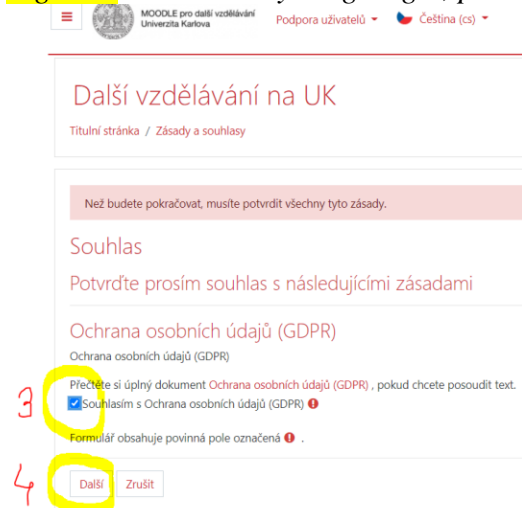 MOODLE pro další vzdělávání
Univerzita Karlova
Podpora uživatelů
Čeština (cs)
Další vzdělávání na UK
Titulní stránka / Zásady a souhlasy
Než budete pokračovat, musíte potvrdit všechny tyto zásady.
Souhlas
Potvrďte prosím souhlas s následujícími zásadami
Ochrana osobních údajů (GDPR)
Ochrana osobních údajů (GDPR)
Přečtěte si úplný dokument Ochrana osobních údajů (GDPR) , pokud chcete posoudit text.
3
Souhlasím s Ochrana osobních údajů (GDPR)
Formulář obsahuje povinná pole označená .
4
Další Zrušit